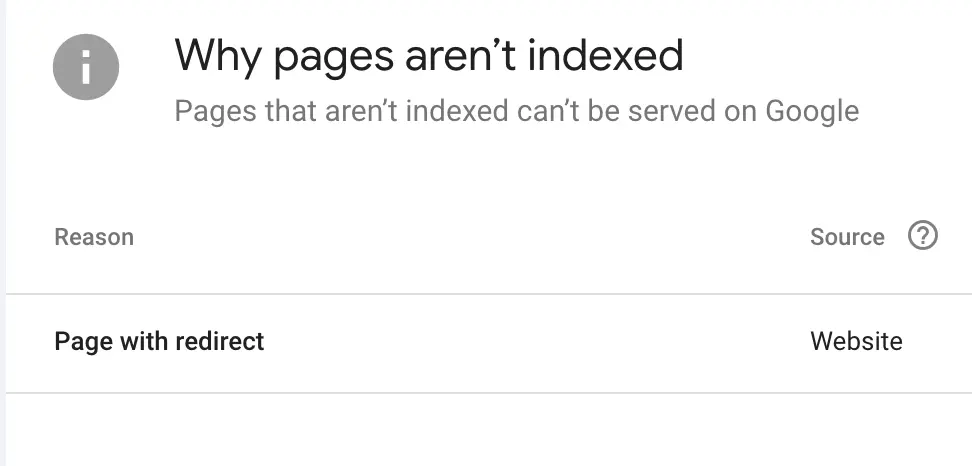 Why pages aren’t indexed
Pages that aren’t indexed can’t be served on Google
Reason
Source
Page with redirect
Website